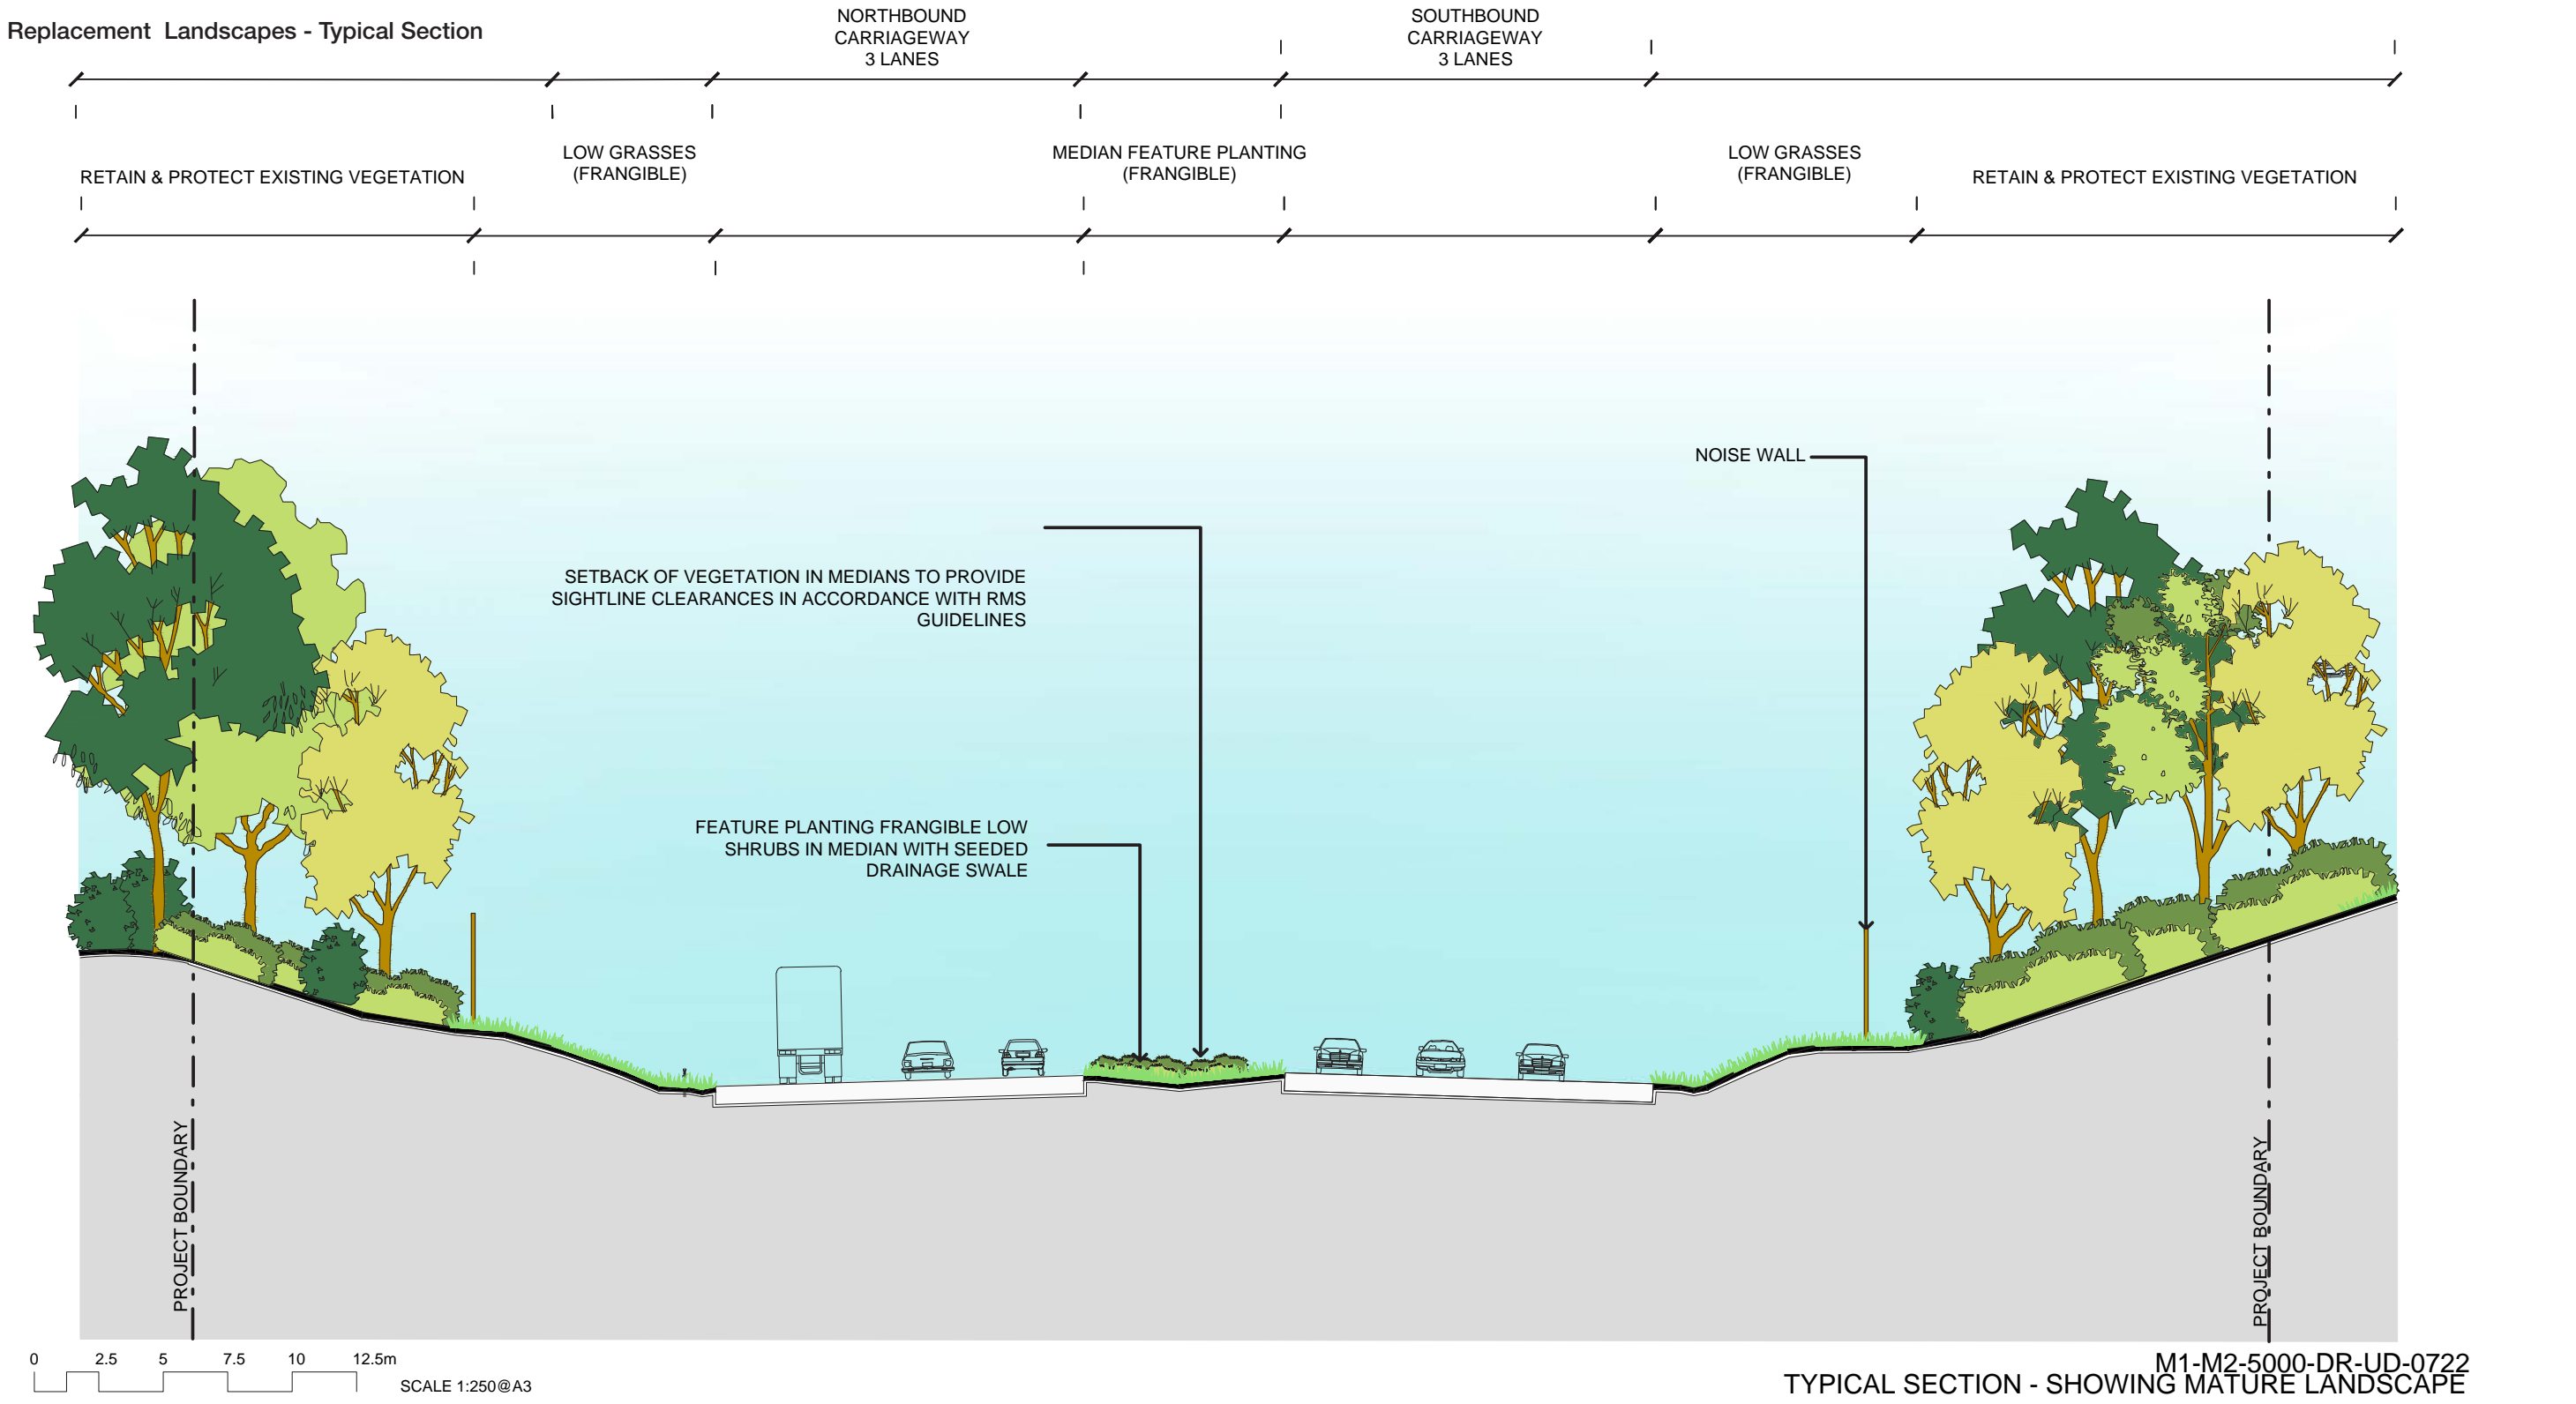 Replacement Landscapes - Typical Section
NORTHBOUND
CARRIAGEWAY
3 LANES
SOUTHBOUND
CARRIAGEWAY
3 LANES
RETAIN & PROTECT EXISTING VEGETATION
LOW GRASSES
(FRANGIBLE)
MEDIAN FEATURE PLANTING
(FRANGIBLE)
LOW GRASSES
(FRANGIBLE)
RETAIN & PROTECT EXISTING VEGETATION
NOISE WALL
SETBACK OF VEGETATION IN MEDIANS TO PROVIDE
SIGHTLINE CLEARANCES IN ACCORDANCE WITH RMS
GUIDELINES
FEATURE PLANTING FRANGIBLE LOW
SHRUBS IN MEDIAN WITH SEEDED
DRAINAGE SWALE
PROJECT BOUNDARY
PROJECT BOUNDARY
0 2.5 5 7.5 10 12.5m
SCALE 1:250@A3
M1-M2-5000-DR-UD-0722
TYPICAL SECTION - SHOWING MATURE LANDSCAPE